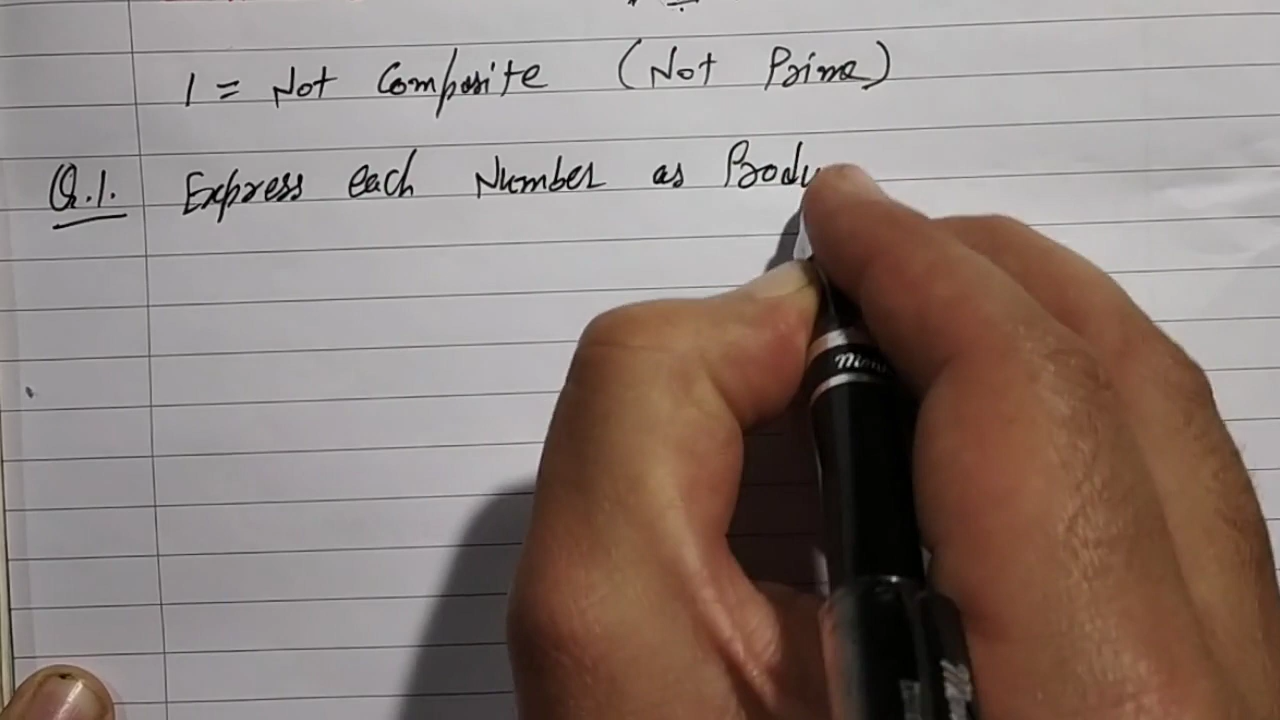 1 = Not Composite (Not Prime)
Q.1. Express each Number as Produ